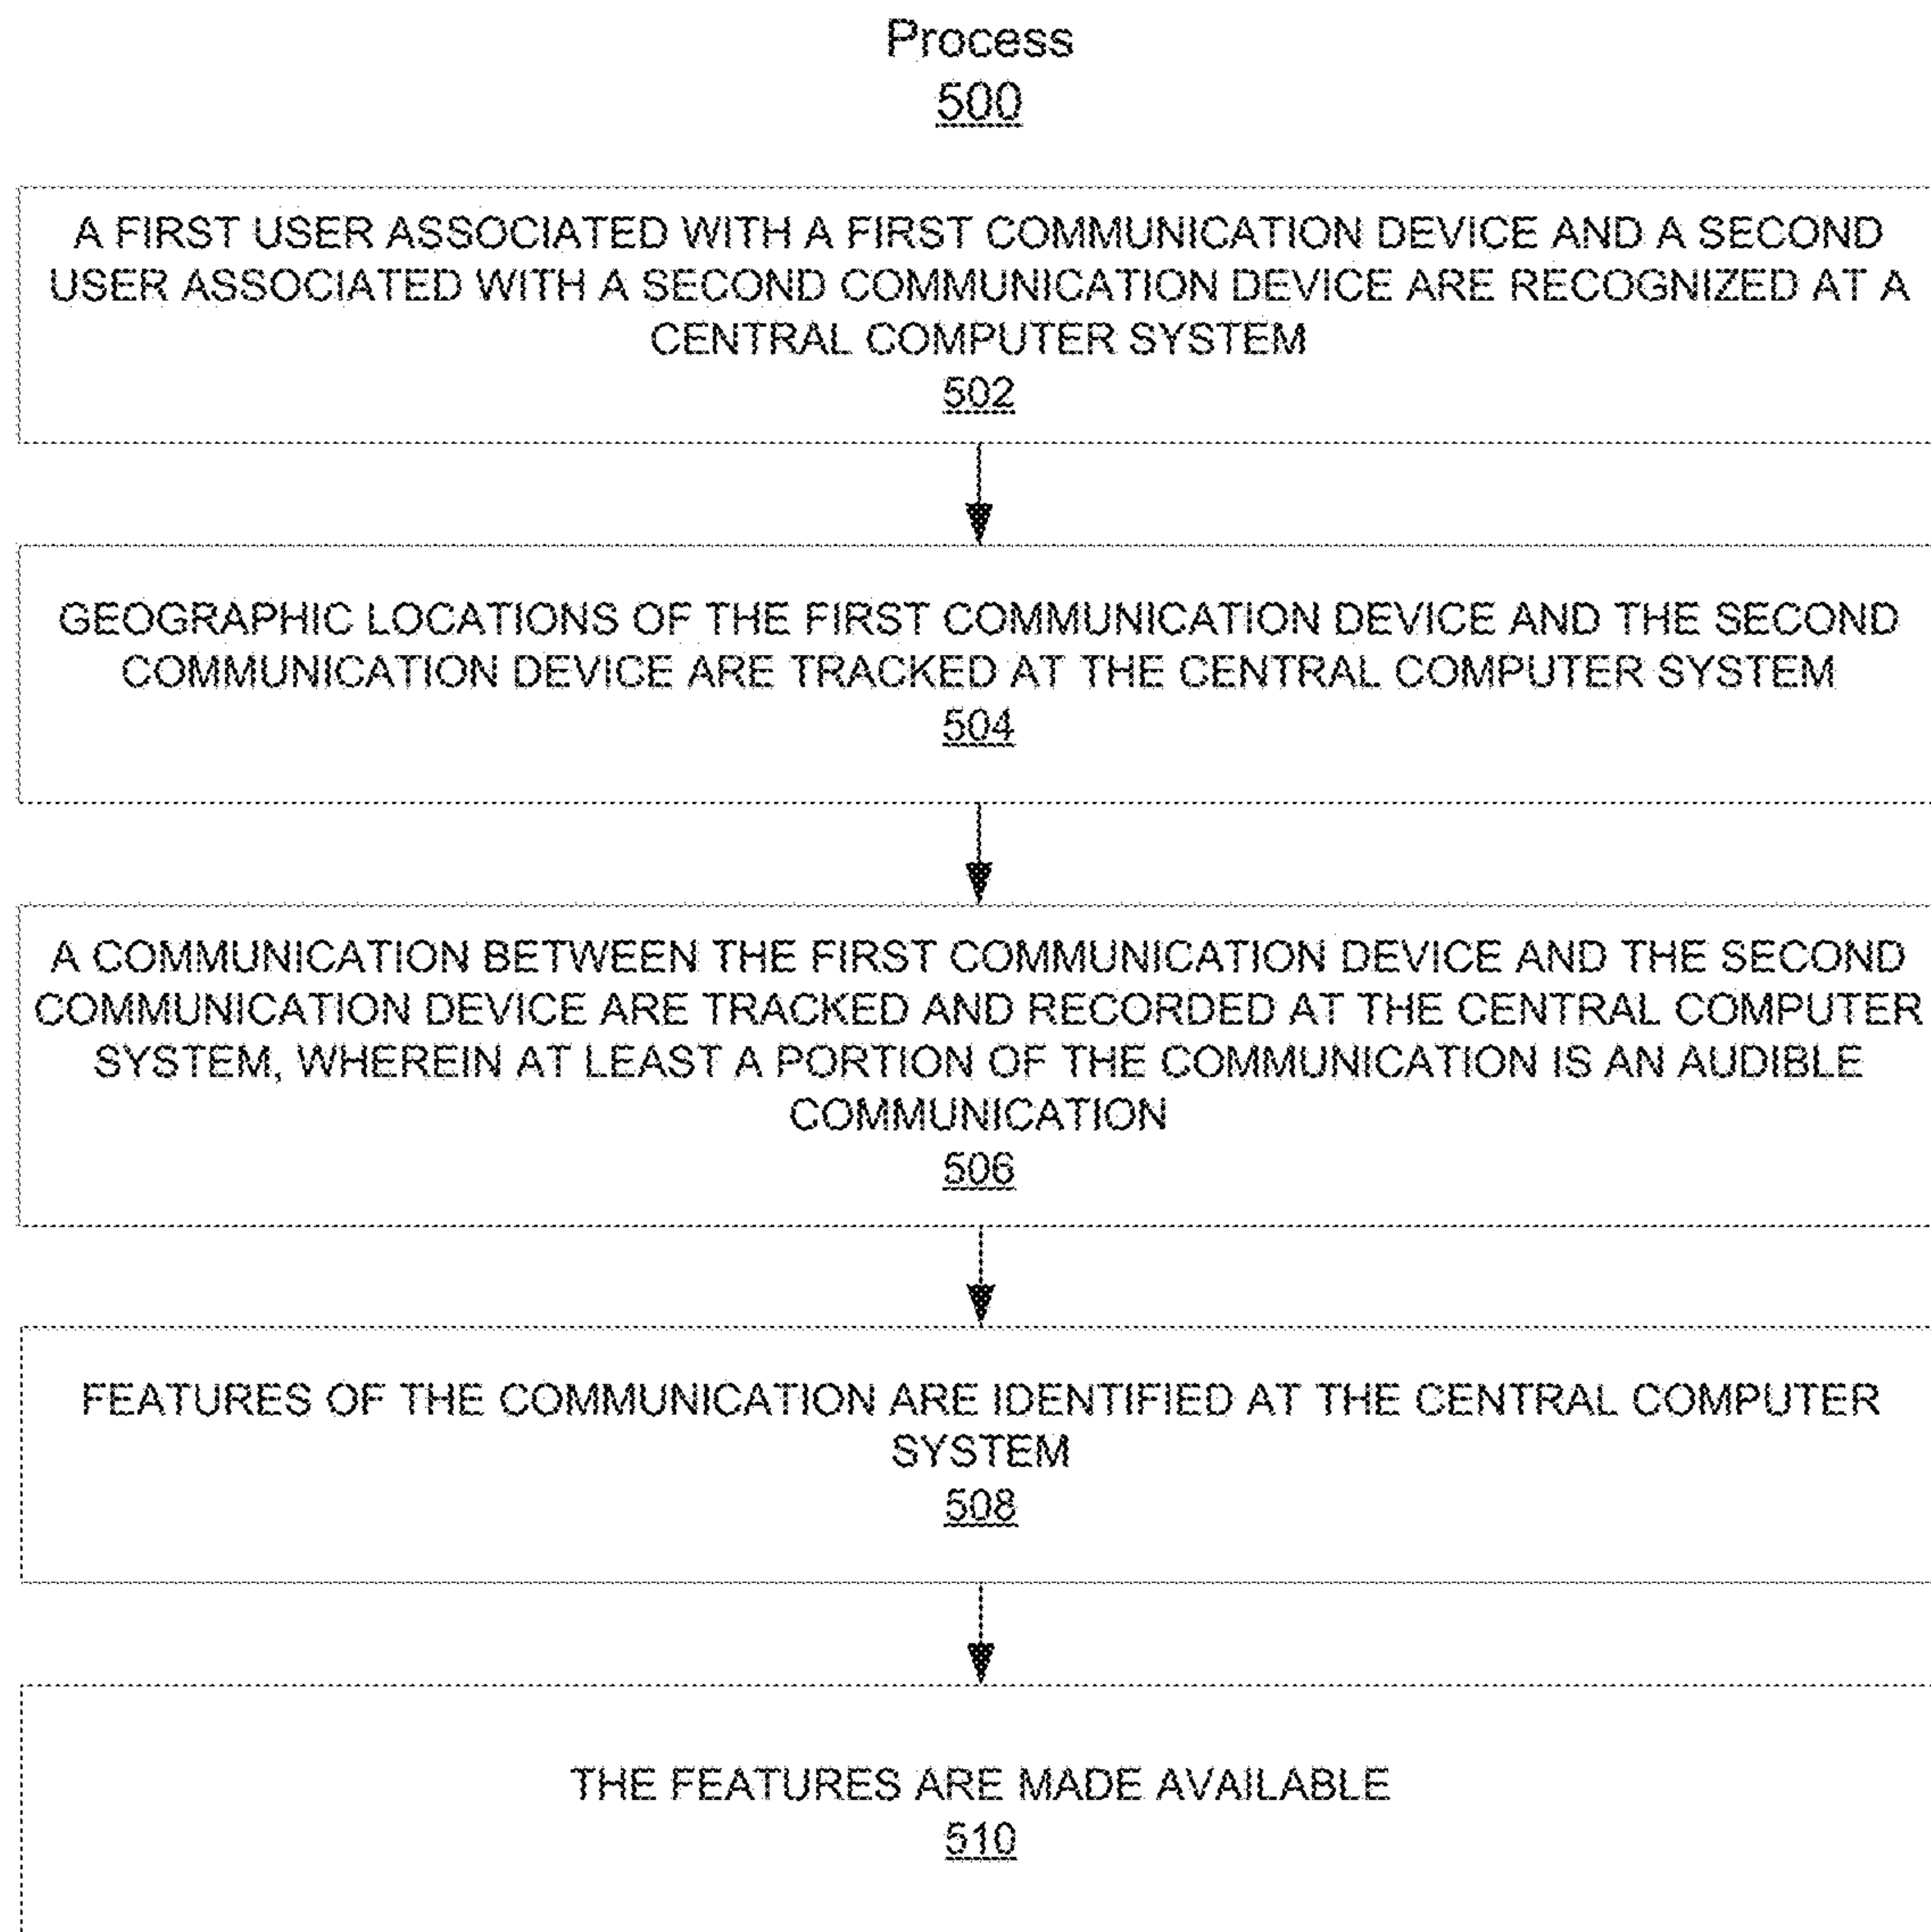 Process
500
A FIRST USER ASSOCIATED WITH A FIRST COMMUNICATION DEVICE AND A SECOND
USER ASSOCIATED WITH A SECOND COMMUNICATION DEVICE ARE RECOGNIZED AT A
CENTRAL COMPUTER SYSTEM
502
GEOGRAPHIC LOCATIONS OF THE FIRST COMMUNICATION DEVICE AND THE SECOND
COMMUNICATION DEVICE ARE TRACKED AT THE CENTRAL COMPUTER SYSTEM
504
A COMMUNICATION BETWEEN THE FIRST COMMUNICATION DEVICE AND THE SECOND
COMMUNICATION DEVICE ARE TRACKED AND RECORDED AT THE CENTRAL COMPUTER
SYSTEM, WHEREIN AT LEAST A PORTION OF THE COMMUNICATION IS AN AUDIBLE
COMMUNICATION
506
FEATURES OF THE COMMUNICATION ARE IDENTIFIED AT THE CENTRAL COMPUTER
SYSTEM
508
THE FEATURES ARE MADE AVAILABLE
510